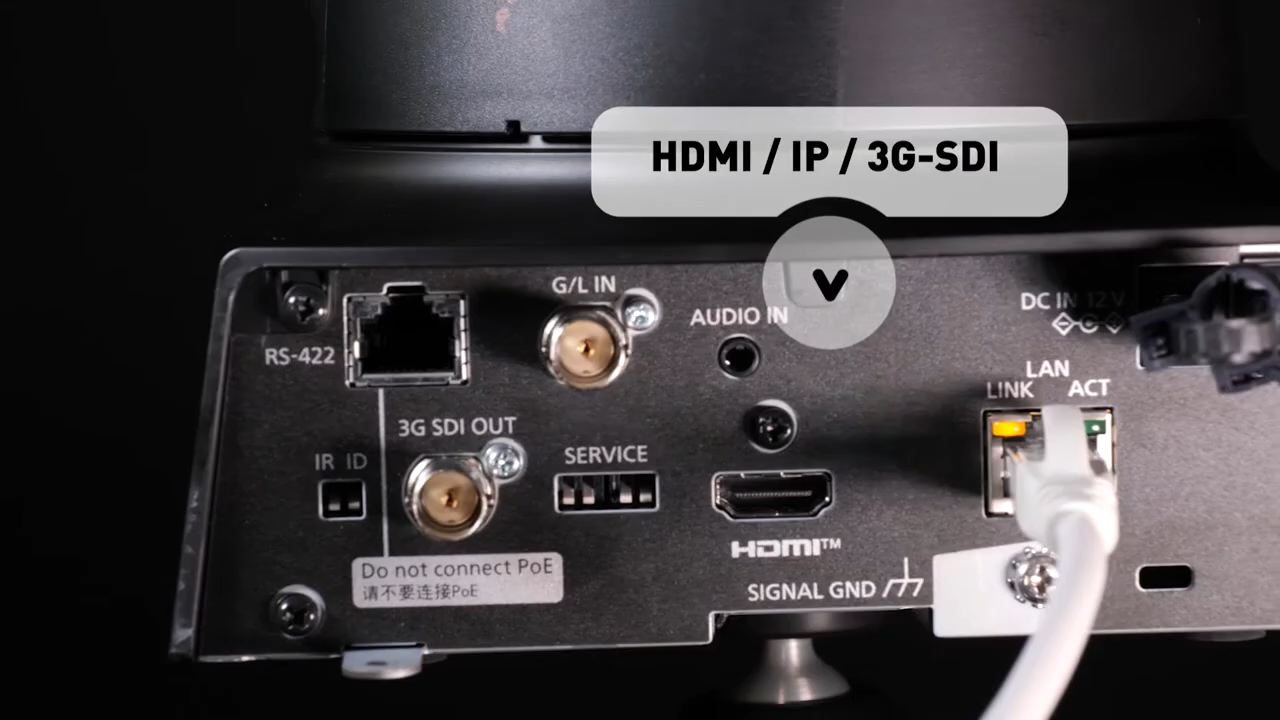 HDMI / IP / 3G-SDI
V
G/L IN
AUDIO IN
DC IN 12V
RS-422
LAN
LINK ACT
3G SDI OUT
IR ID
SERVICE
HDMI™
Do not connect PoE
请不要连接PoE
SIGNAL GND